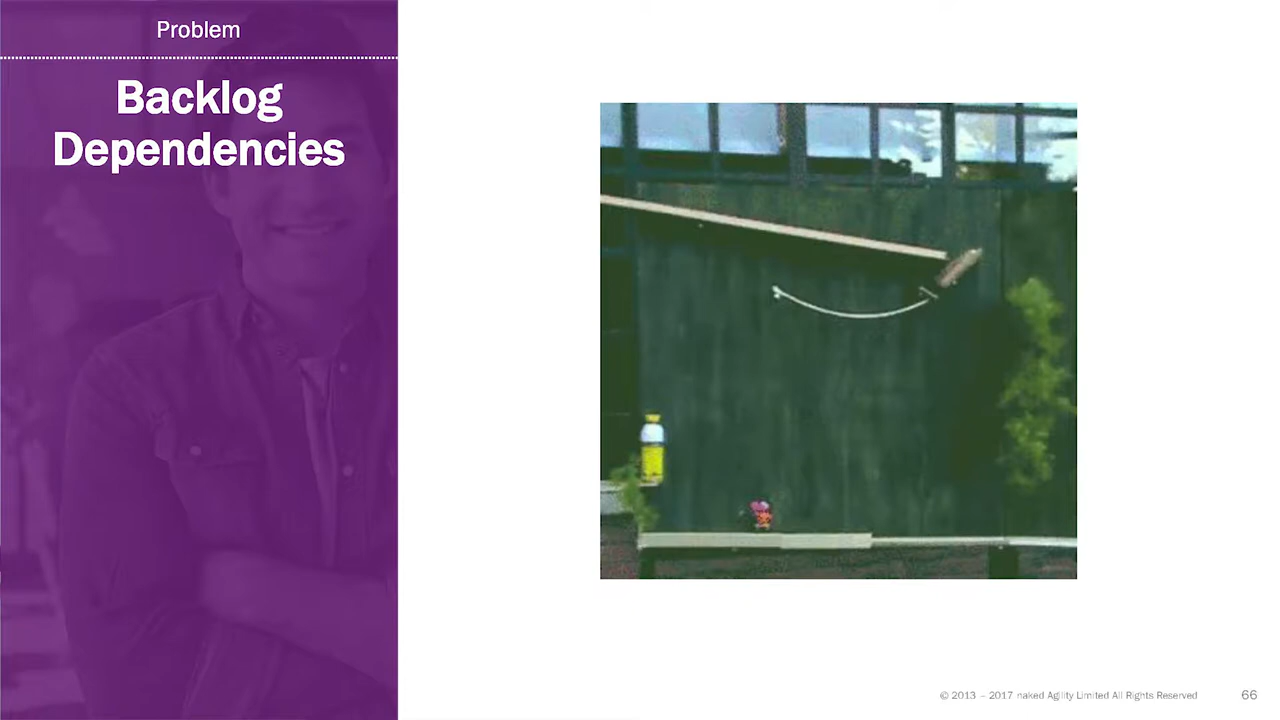 Problem
Backlog
Dependencies
© 2013 – 2017 naked Agility Limited All Rights Reserved
66